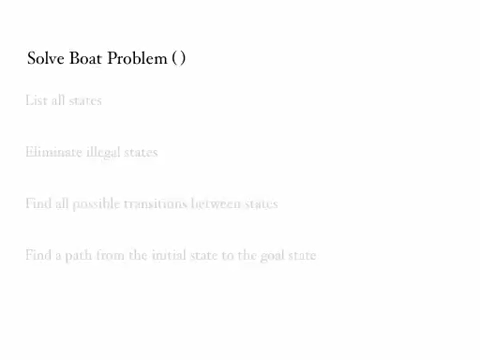 Solve Boat Problem ( )
List all states
Eliminate illegal states
Find all possible transitions between states
Find a path from the initial state to the goal state